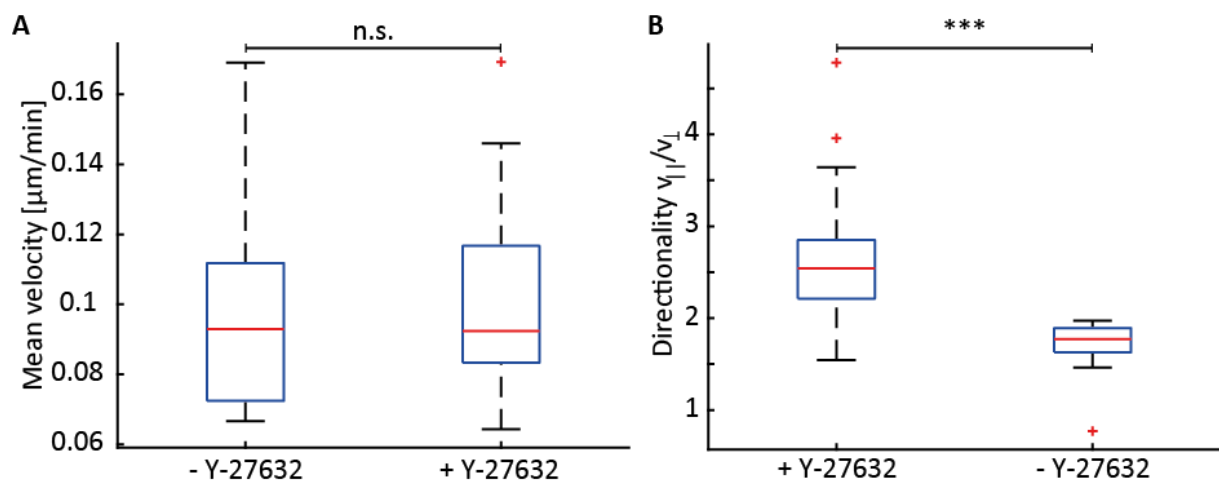 A
n.s.
Mean velocity [µm/min]
0.16
0.14
0.12
0.1
0.08
0.06
- Y-27632
+ Y-27632
B
***
Directionality v||/v⊥
4
3
2
1
+ Y-27632
- Y-27632